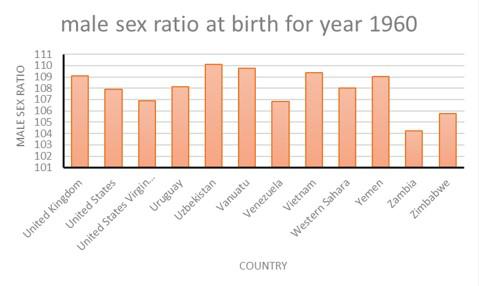 male sex ratio at birth for year 1960
MALE SEX RATIO
111
110
109
108
107
106
105
104
103
102
101
United Kingdom
United States
United States Virgin...
Uruguay
Uzbekistan
Vanuatu
Venezuela
Vietnam
Western Sahara
Yemen
Zambia
Zimbabwe
COUNTRY